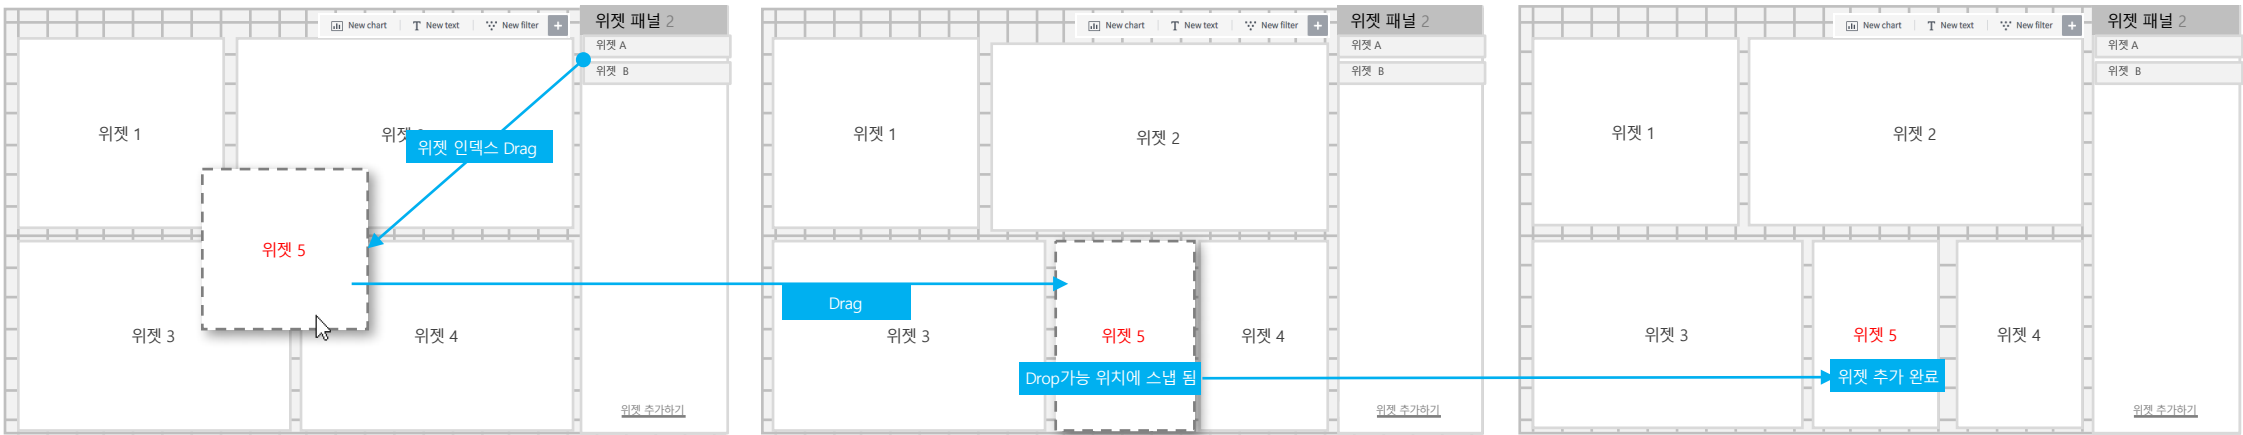 New chart
New text
New filter
+
위젯 패널 2
위젯 A
위젯 B
위젯 1
위젯
위젯 인덱스 Drag
위젯 5
위젯 3
위젯 4
위젯 추가하기
New chart
New text
New filter
+
위젯 패널 2
위젯 A
위젯 B
위젯 1
위젯 2
Drag
위젯 3
위젯 5
위젯 4
Drop가능 위치에 스냅 됨
위젯 추가하기
New chart
New text
New filter
+
위젯 패널 2
위젯 A
위젯 B
위젯 1
위젯 2
위젯 3
위젯 5
위젯 4
위젯 추가 완료
위젯 추가하기